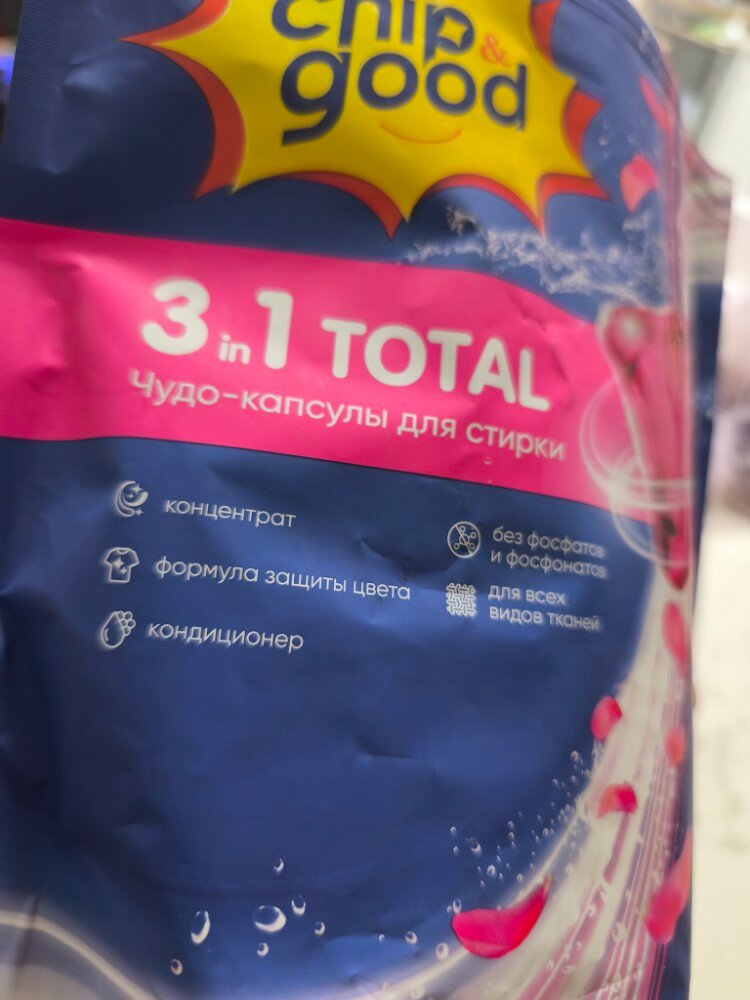 chip &
good
3 in 1 TOTAL
Чудо-капсулы для стирки
концентрат
формула защиты цвета
кондиционер
без фосфатов
и фосфонатов
для всех
видов тканей